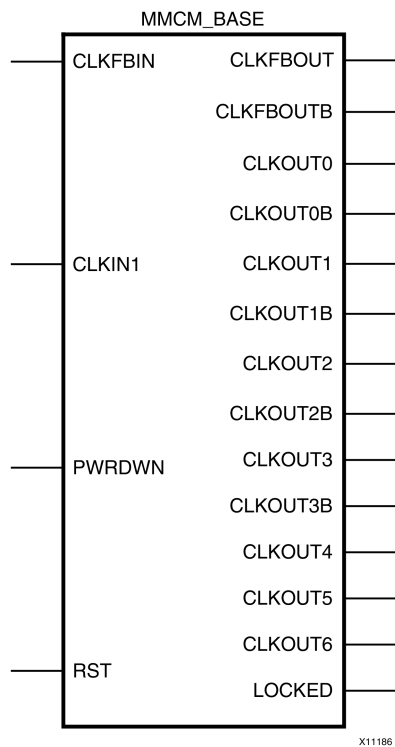 MMCM_BASE
CLKFBIN
CLKFBOUT
CLKFBOUTB
CLKOUT0
CLKOUT0B
CLKIN1
CLKOUT1
CLKOUT1B
CLKOUT2
CLKOUT2B
PWRDWN
CLKOUT3
CLKOUT3B
CLKOUT4
CLKOUT5
CLKOUT6
RST
LOCKED
X11186